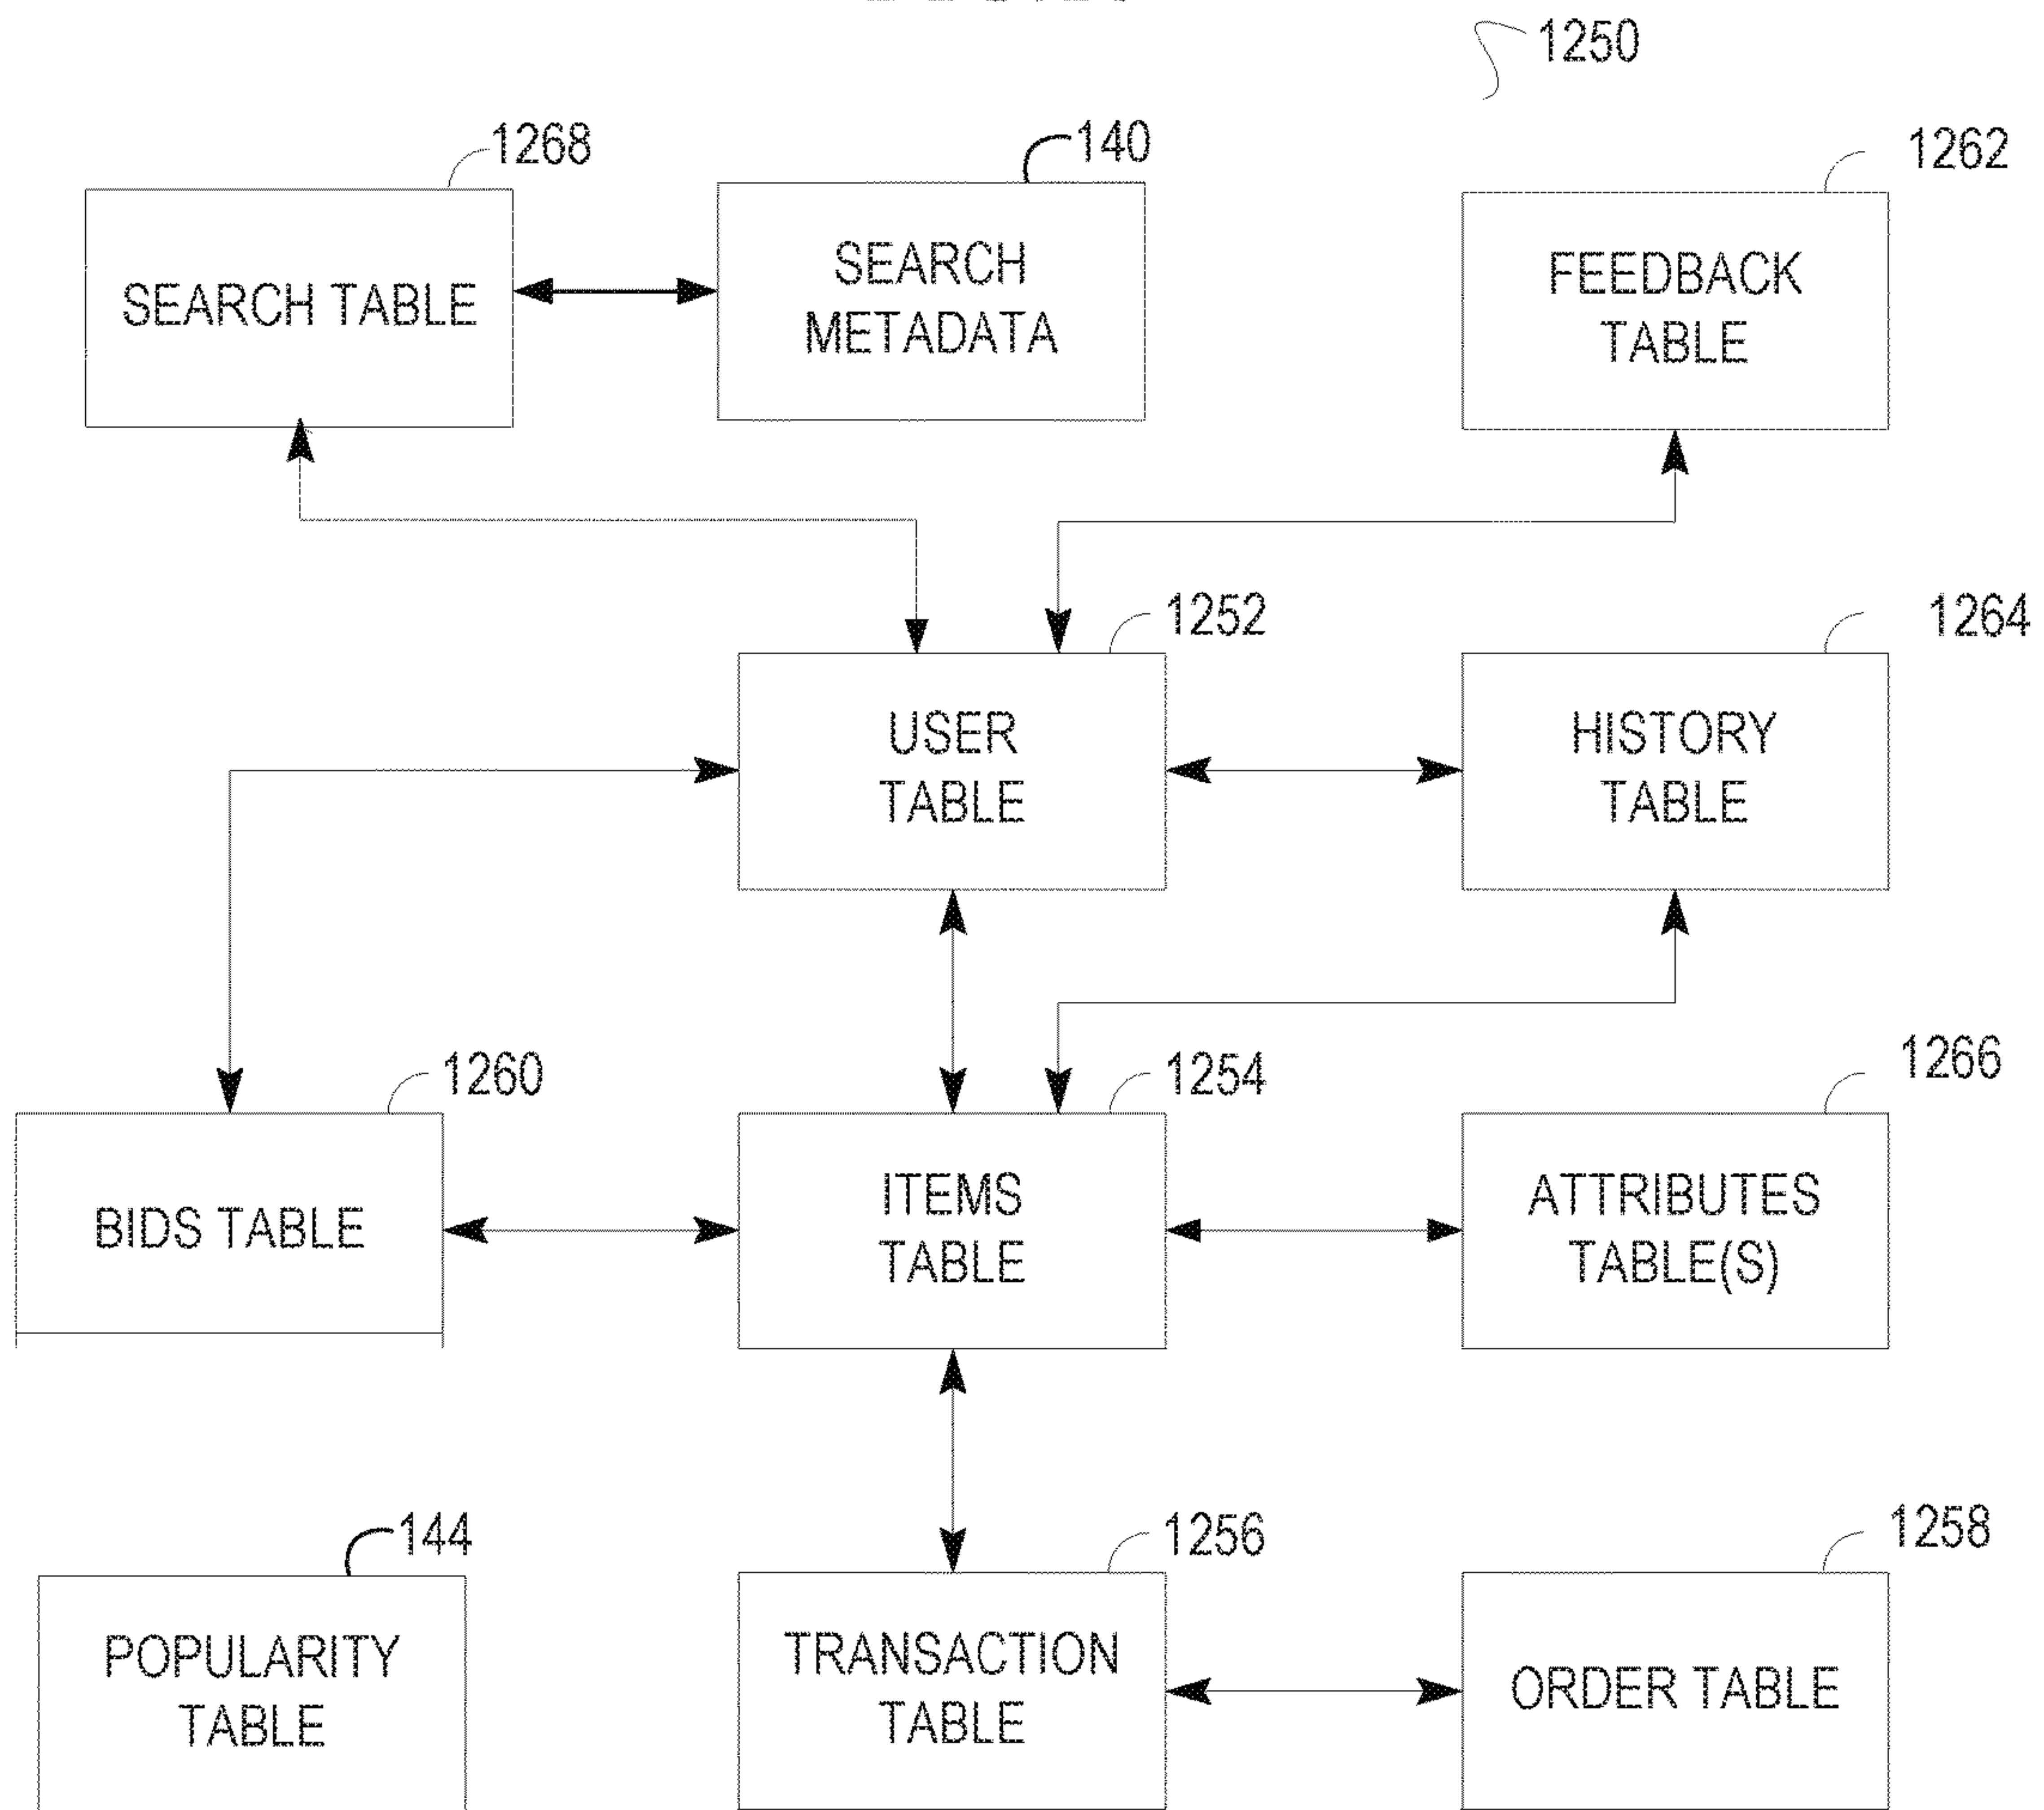 1250
1268
140
1262
SEARCH TABLE
SEARCH
METADATA
FEEDBACK
TABLE
1252
1264
USER
TABLE
HISTORY
TABLE
1260
1254
1266
BIDS TABLE
ITEMS
TABLE
ATTRIBUTES
TABLE(S)
144
1256
1258
POPULARITY
TABLE
TRANSACTION
TABLE
ORDER TABLE